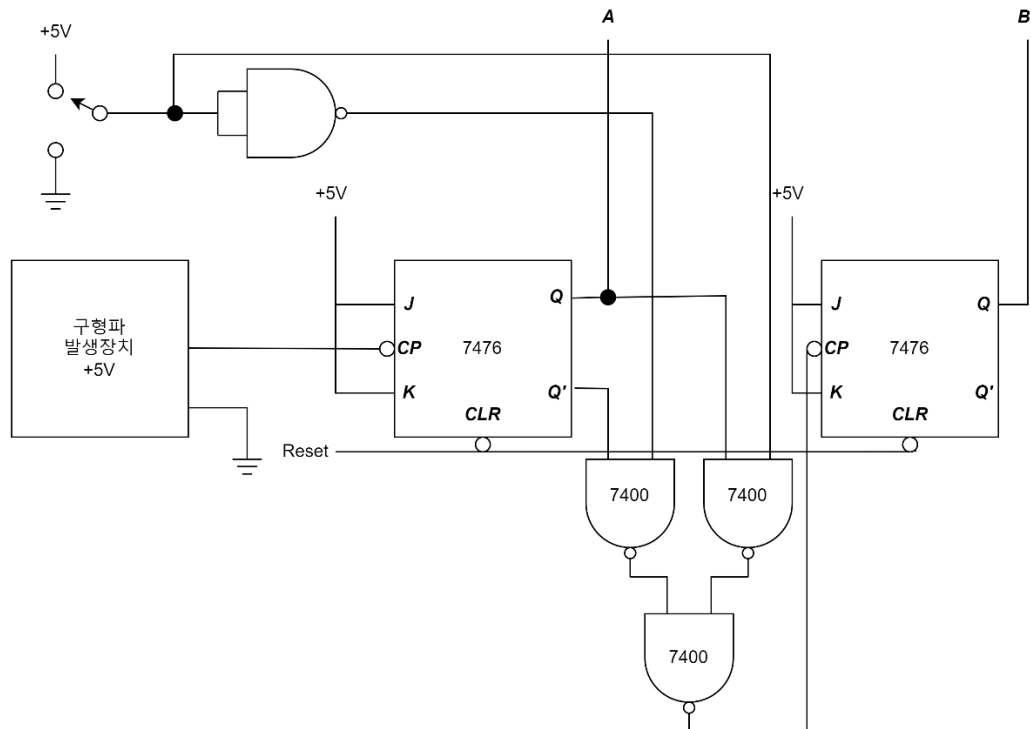 A
B
+5V
+5V
+5V
구형파
발생장치
+5V
J
CP
K
Q
7476
Q'
CLR
J
CP
K
Q
7476
Q'
CLR
Reset
7400
7400
7400